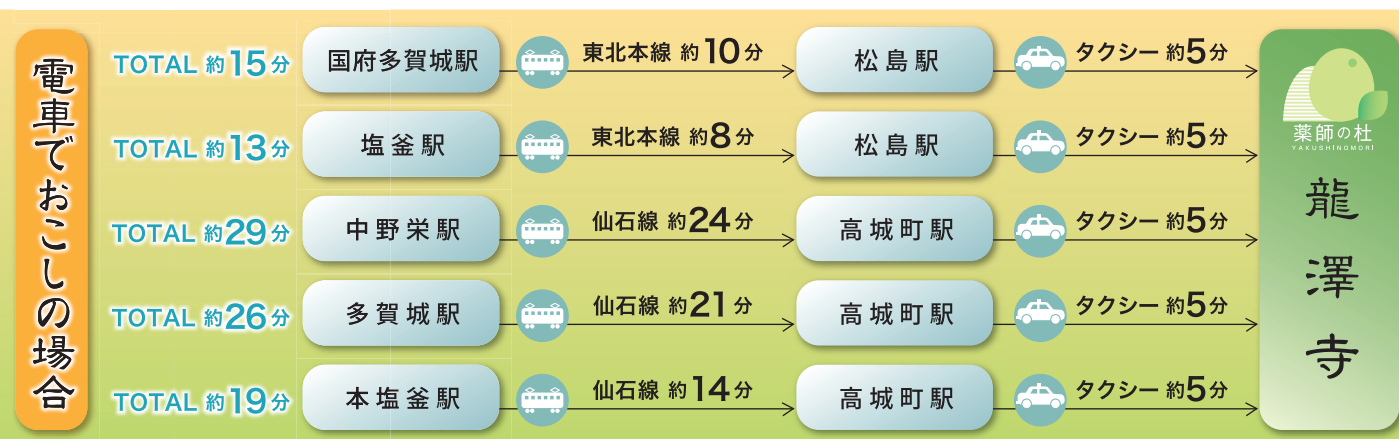 電車でおこしの場合
TOTAL 約15分 国府多賀城駅 東北本線 約10分 松島駅 タクシー 約5分
TOTAL 約13分 塩釜駅 東北本線 約8分 松島駅 タクシー 約5分
TOTAL 約29分 中野栄駅 仙石線 約24分 高城町駅 タクシー 約5分
TOTAL 約26分 多賀城駅 仙石線 約21分 高城町駅 タクシー 約5分
TOTAL 約19分 本塩釜駅 仙石線 約14分 高城町駅 タクシー 約5分
薬師の杜
YAKUSHINOMORI
龍澤寺